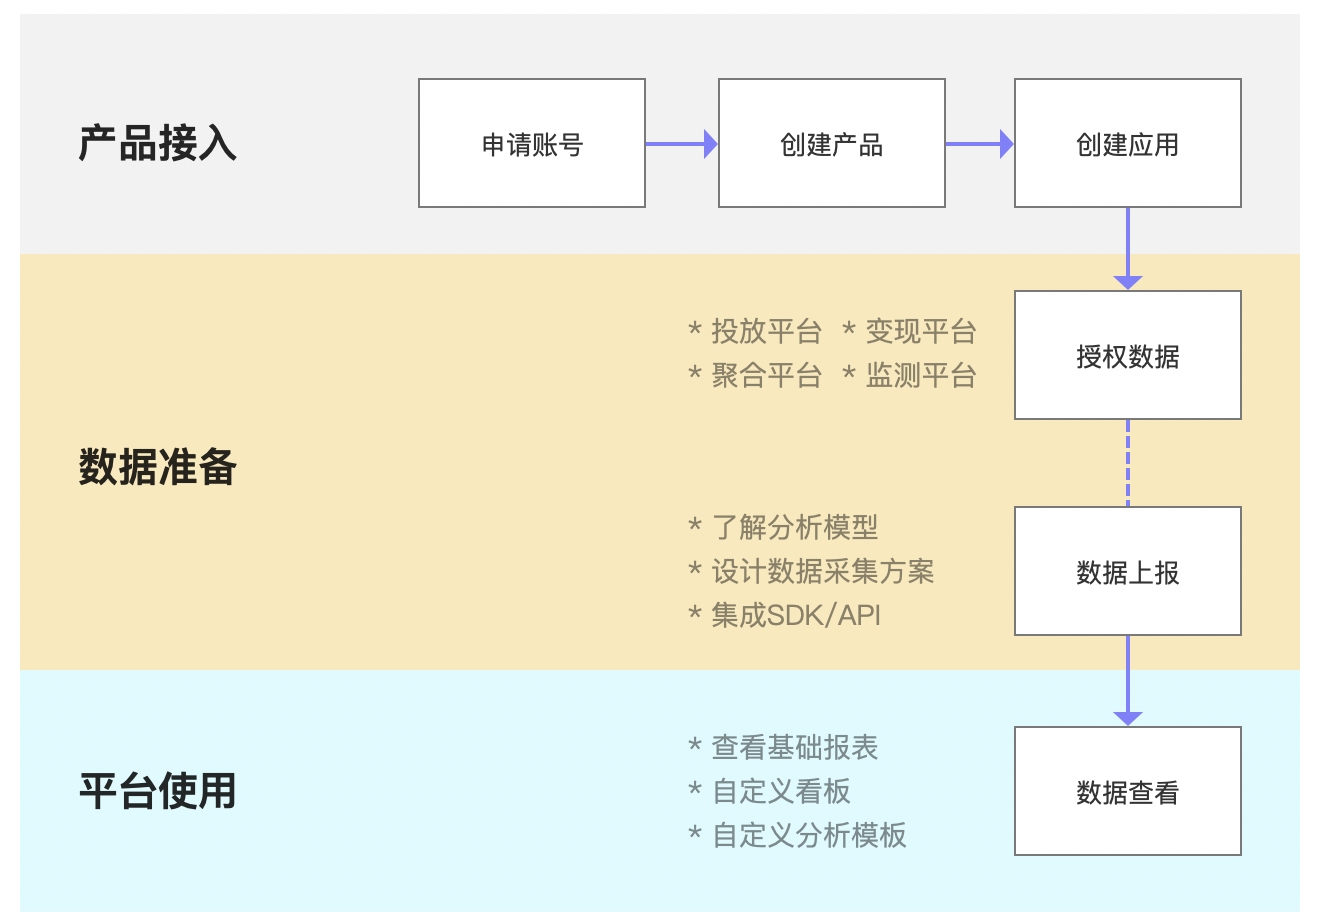 产品接入
申请账号
创建产品
创建应用
数据准备
* 投放平台 * 变现平台
* 聚合平台 * 监测平台
授权数据
* 了解分析模型
* 设计数据采集方案
* 集成SDK/API
数据上报
平台使用
* 查看基础报表
* 自定义看板
* 自定义分析模板
数据查看